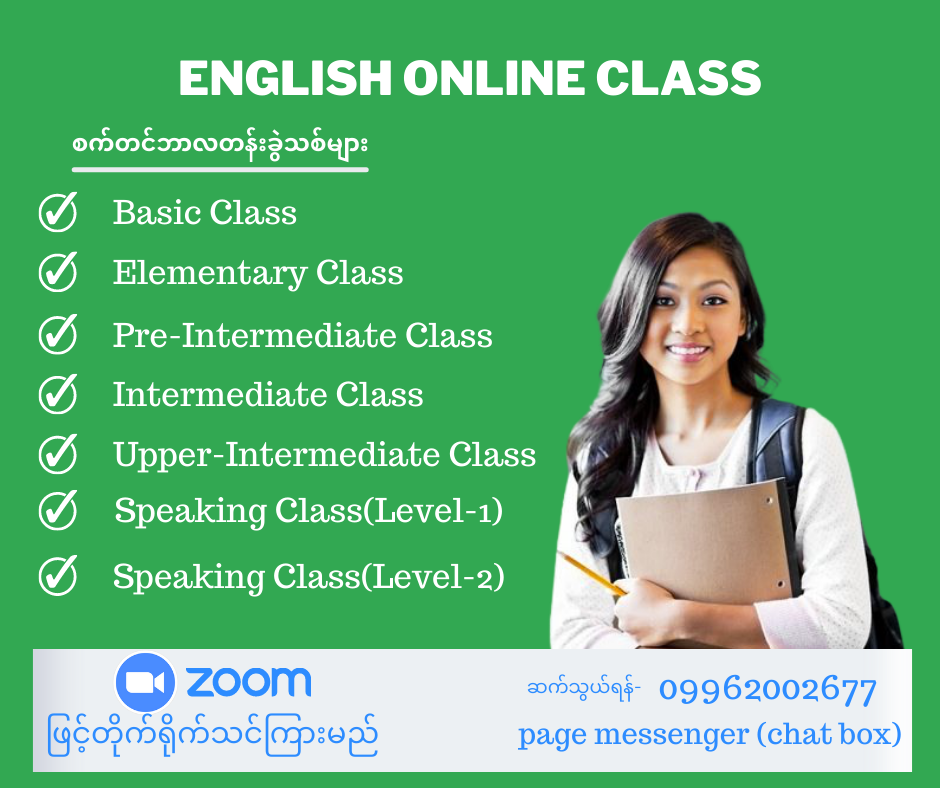 ENGLISH ONLINE CLASS
စက်တင်ဘာလတန်းခွဲသစ်များ
Basic Class
Elementary Class
Pre-Intermediate Class
Intermediate Class
Upper-Intermediate Class
Speaking Class(Level-1)
Speaking Class(Level-2)
zoom
ဖြင့်တိုက်ရိုက်သင်ကြားမည်
ဆက်သွယ်ရန်- 09962002677
page messenger (chat box)